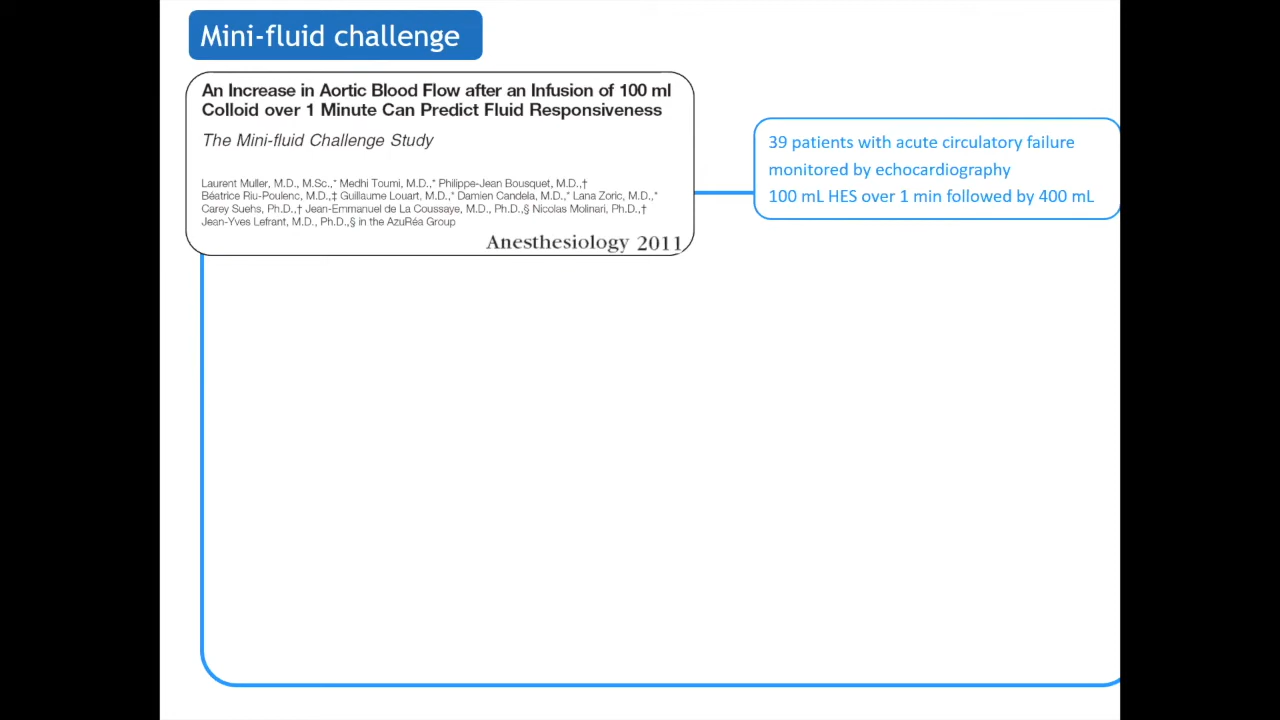 Mini-fluid challenge
An Increase in Aortic Blood Flow after an Infusion of 100 ml
Colloid over 1 Minute Can Predict Fluid Responsiveness
The Mini-fluid Challenge Study
Laurent Muller, M.D., M.Sc.,* Medhi Toumi, M.D.,* Philippe-Jean Bousquet, M.D.,†
Béatrice Riu-Poulenc, M.D.,‡ Guillaume Louart, M.D.,* Damien Candela, M.D.,* Lana Zoric, M.D.,*
Carey Suehs, Ph.D.,† Jean-Emmanuel de La Coussaye, M.D., Ph.D.,§ Nicolas Molinari, Ph.D.,†
Jean-Yves Lefrant, M.D., Ph.D.,§ in the AzuRéa Group
Anesthesiology 2011
39 patients with acute circulatory failure
monitored by echocardiography
100 mL HES over 1 min followed by 400 mL